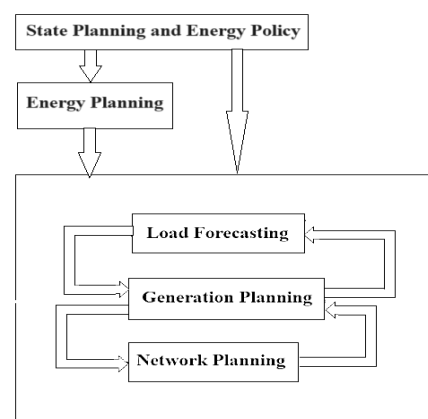 State Planning and Energy Policy
Energy Planning
Load Forecasting
Generation Planning
Network Planning